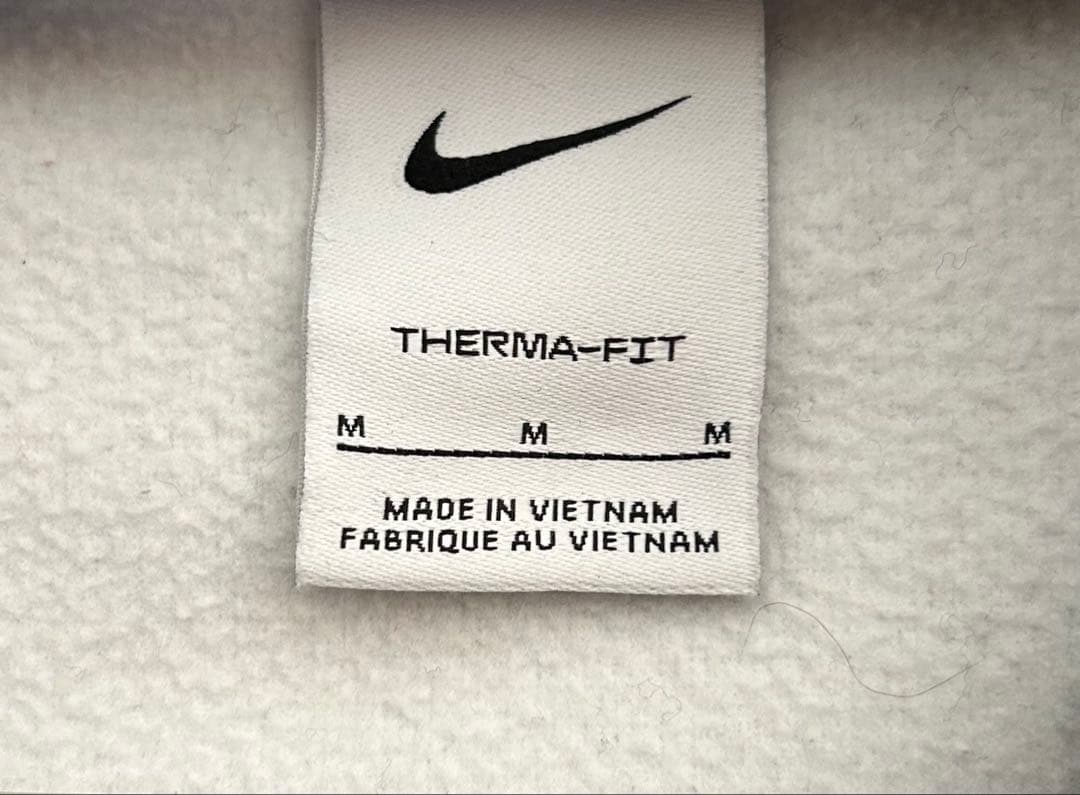 THERMA-FIT
M M M
MADE IN VIETNAM
FABRIQUE AU VIETNAM